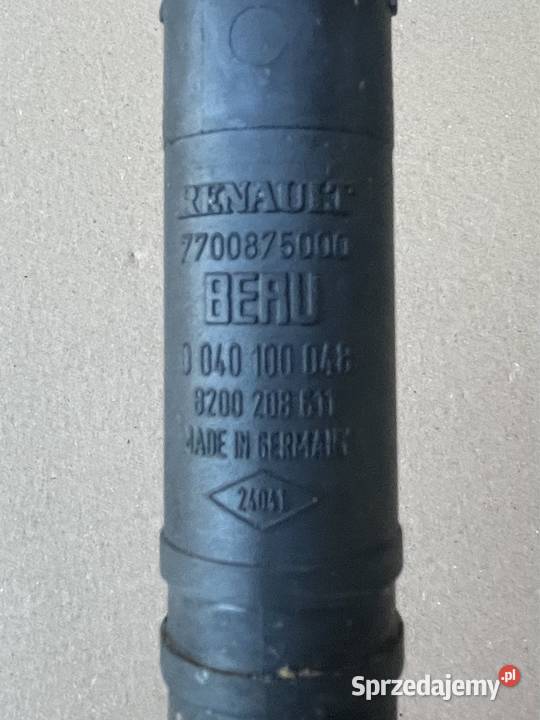 RENAULT
7700875000
BERU
0 040 100 048
8200 208 611
MADE IN GERMANY
24041
Sprzedajemy.pl